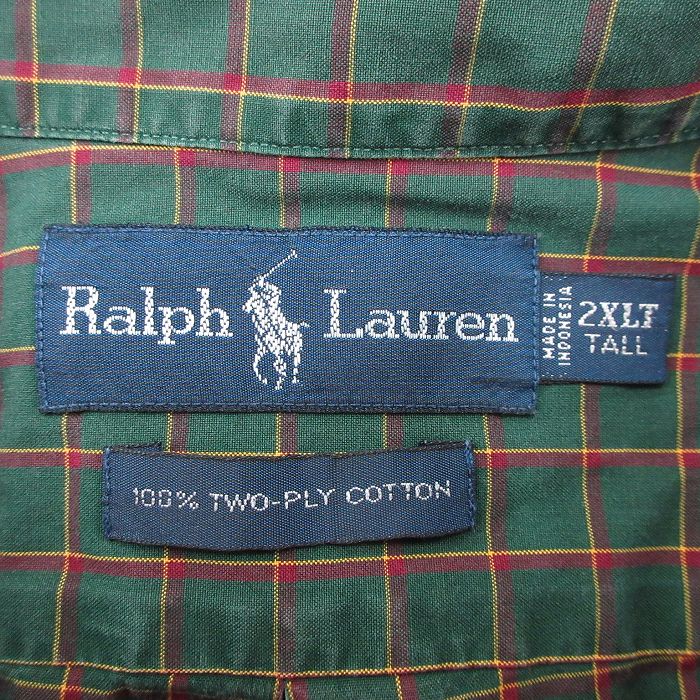 Ralph Lauren
MADE IN
INDONESIA
2XLT
TALL
100% TWO-PLY COTTON